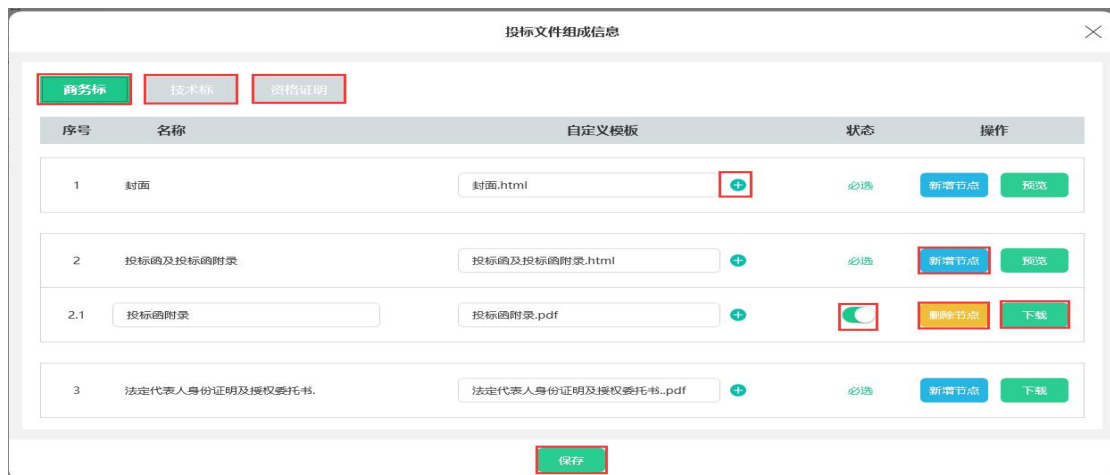 投标文件组成信息
商务标 技术标 资格证明
序号 名称 自定义模板 状态 操作
1 封面 封面.html 必选 新增节点 预览
2 投标函及投标函附录 投标函及投标函附录.html 必选 新增节点 预览
2.1 投标函附录 投标函附录.pdf 删除节点 下载
3 法定代表人身份证明及授权委托书. 法定代表人身份证明及授权委托书..pdf 必选 新增节点 下载
保存